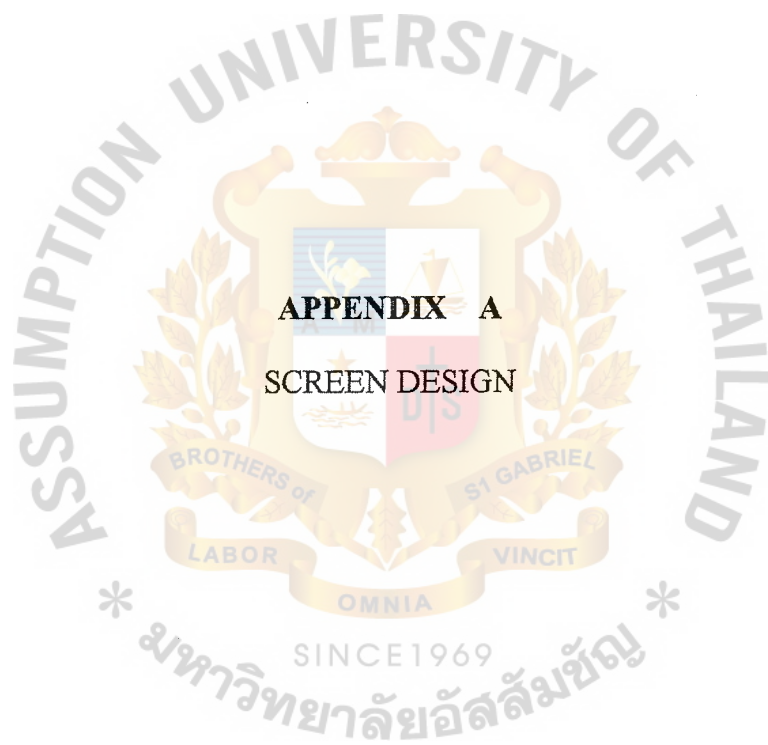 UNIVERSITY OF
ASSUMPTION
THAILAND
APPENDIX A
A M
SCREEN DESIGN
D S
BROTHERS of
S1 GABRIEL
LABOR
VINCIT
OMNIA
* *
SINCE1969
มหาวิทยาลัยอัสสัมชัญ